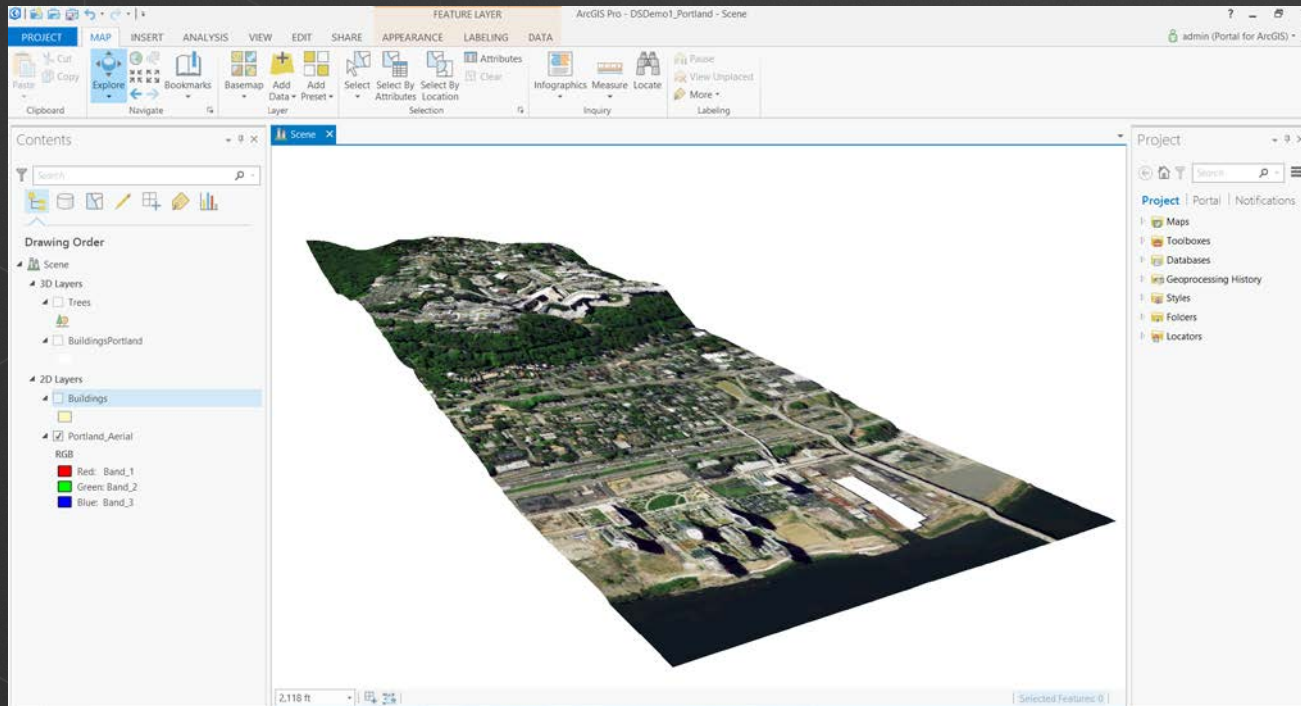 FEATURE LAYER
ArcGIS Pro - DSDemo1_Portland - Scene
?
PROJECT MAP INSERT ANALYSIS VIEW EDIT SHARE APPEARANCE LABELING DATA
admin (Portal for ArcGIS)
Paste
Cut
Copy
Clipboard
Explore
Bookmarks
Navigate
Basemap
Add Data
Add Preset
Layer
Select
Select By Attributes
Select By Location
Attributes
Clear
Selection
Infographics
Measure
Locate
Inquiry
Pause
View Unplaced
More
Labeling
Contents
Search
Drawing Order
Scene
3D Layers
Trees
BuildingsPortland
2D Layers
Buildings
Portland_Aerial
RGB
Red: Band_1
Green: Band_2
Blue: Band_3
Scene
2,118 ft
Selected Features: 0
Project
Search
Project Portal Notifications
Maps
Toolboxes
Databases
Geoprocessing History
Styles
Folders
Locators